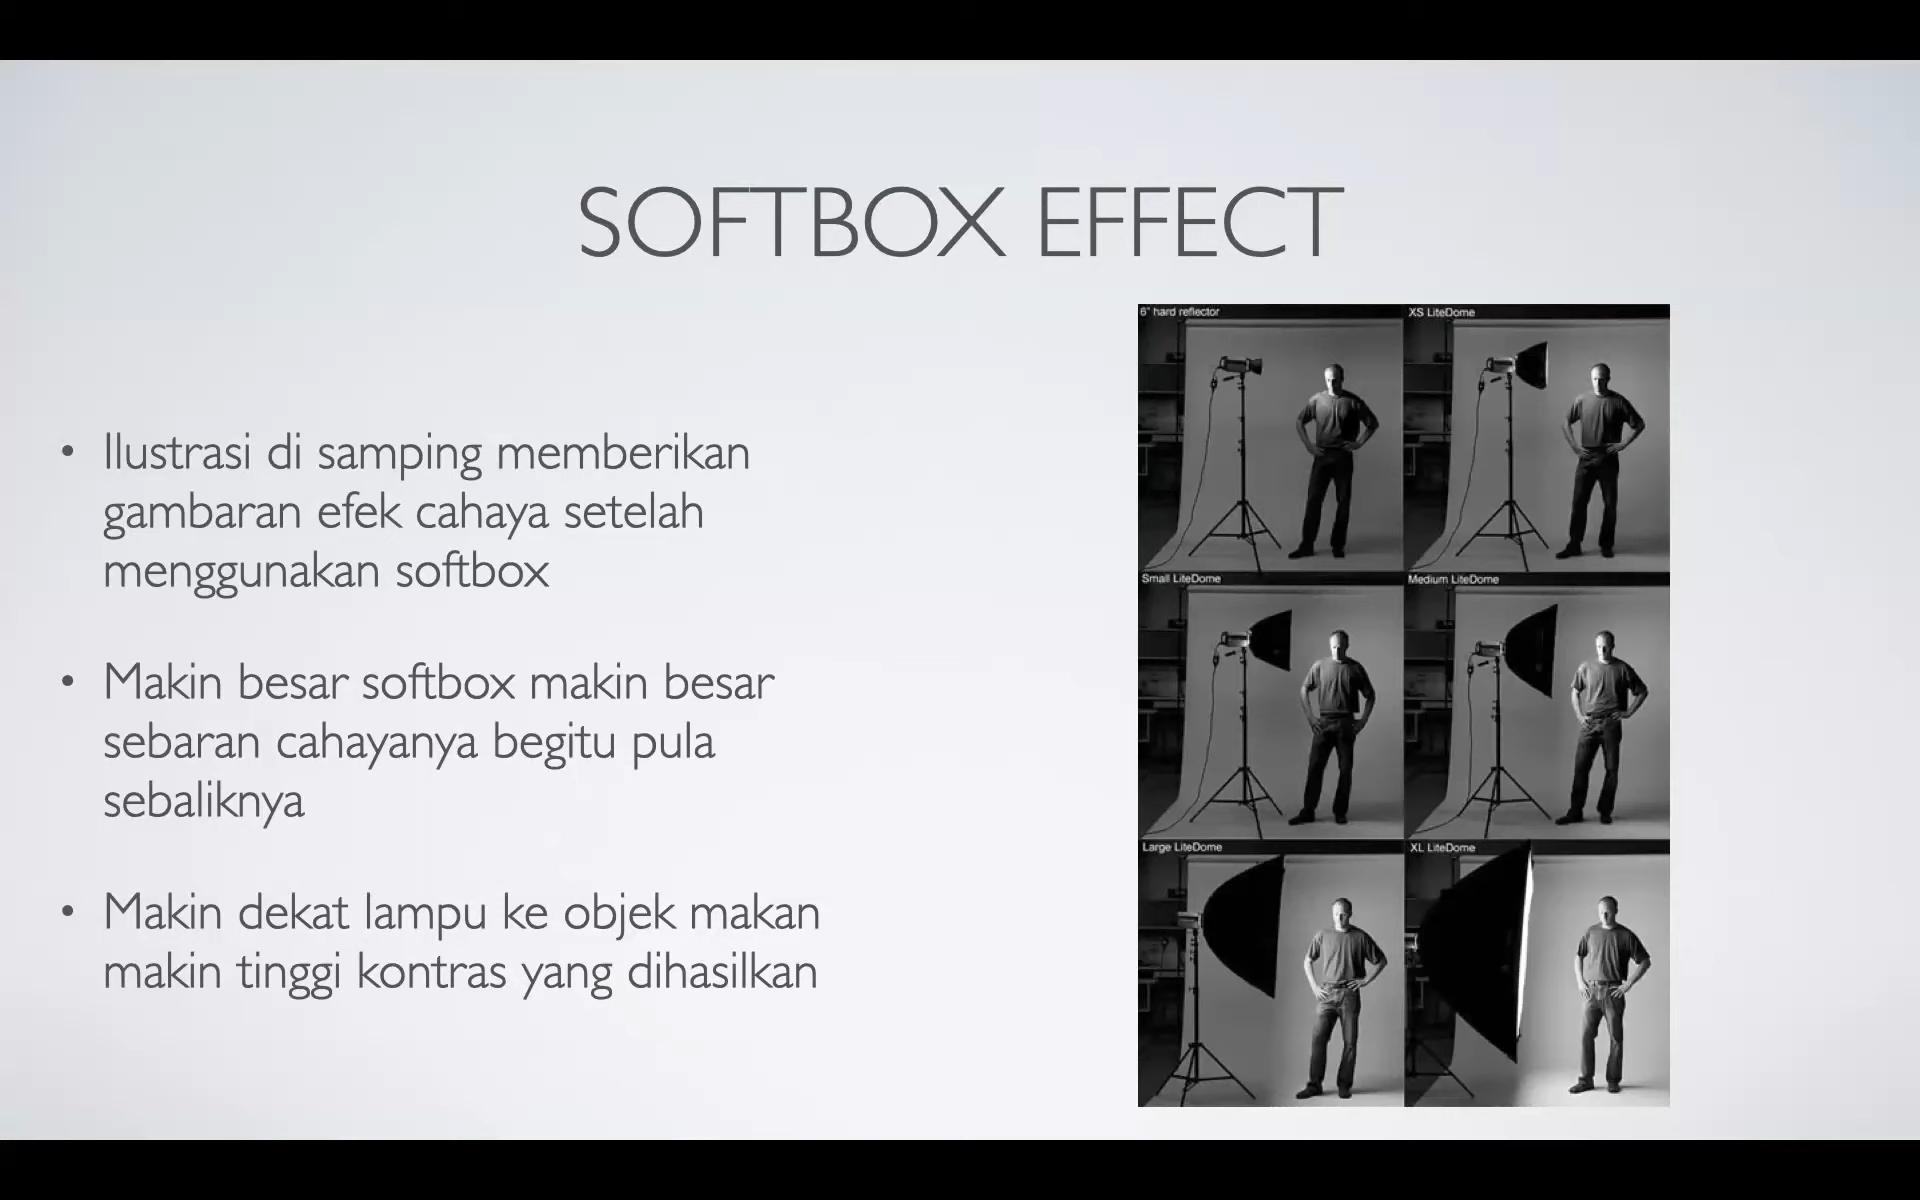 SOFTBOX EFFECT
• Ilustrasi di samping memberikan
gambaran efek cahaya setelah
menggunakan softbox
• Makin besar softbox makin besar
sebaran cahayanya begitu pula
sebaliknya
• Makin dekat lampu ke objek makan
makin tinggi kontras yang dihasilkan
6" hard reflector
XS LiteDome
Small LiteDome
Medium LiteDome
Large LiteDome
XL LiteDome